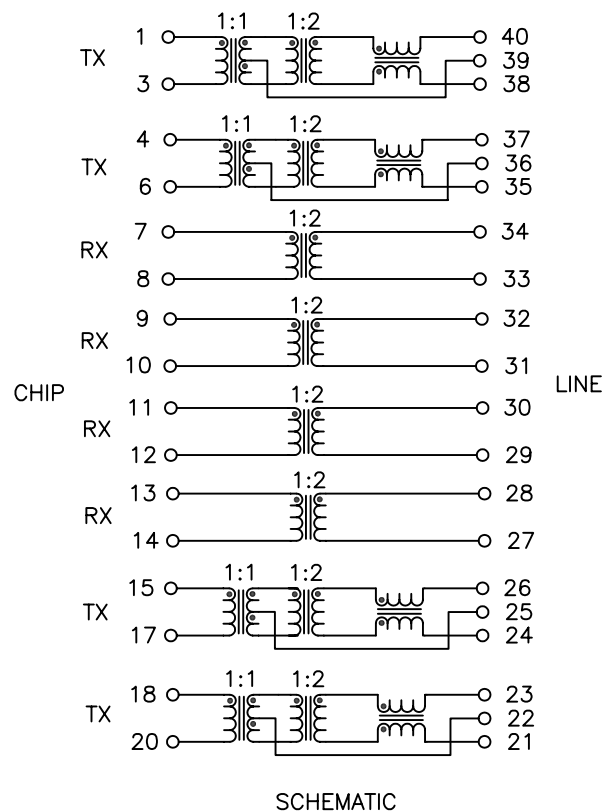 1:1 1:2
1 40
TX 39
3 38
1:1 1:2
4 37
TX 36
6 35
1:2
7 34
RX
8 33
1:2
9 32
RX
10 31
CHIP LINE
1:2
11 30
RX
12 29
1:2
13 28
RX
14 27
1:1 1:2
15 26
TX 25
17 24
1:1 1:2
18 23
TX 22
20 21
SCHEMATIC